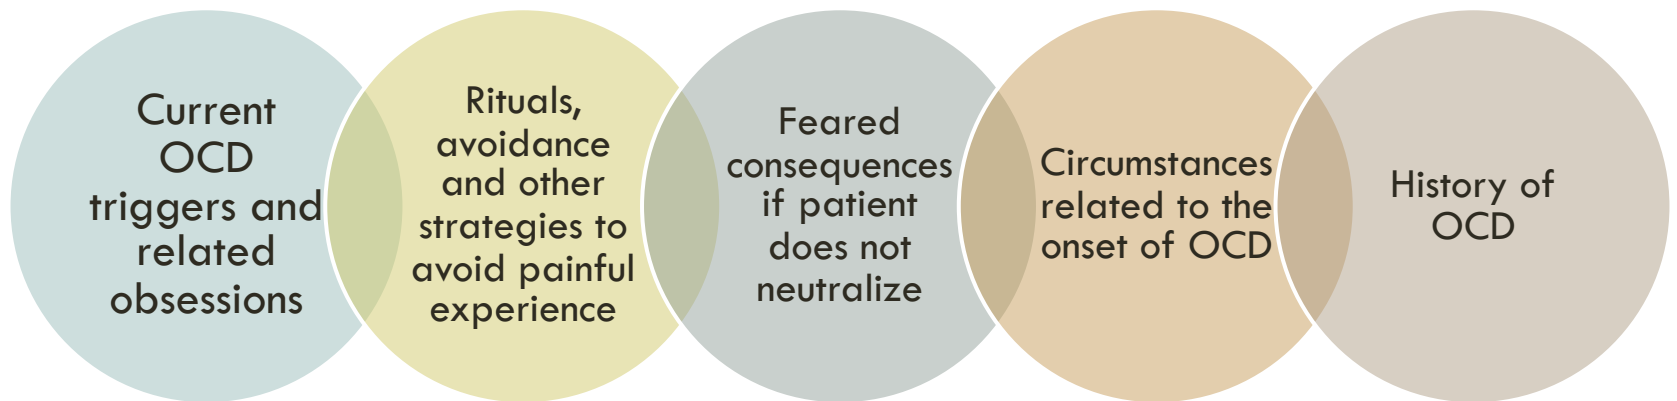 Current
OCD
triggers and
related
obsessions
Rituals,
avoidance
and other
strategies to
avoid painful
experience
Feared
consequences
if patient
does not
neutralize
Circumstances
related to the
onset of OCD
History of
OCD